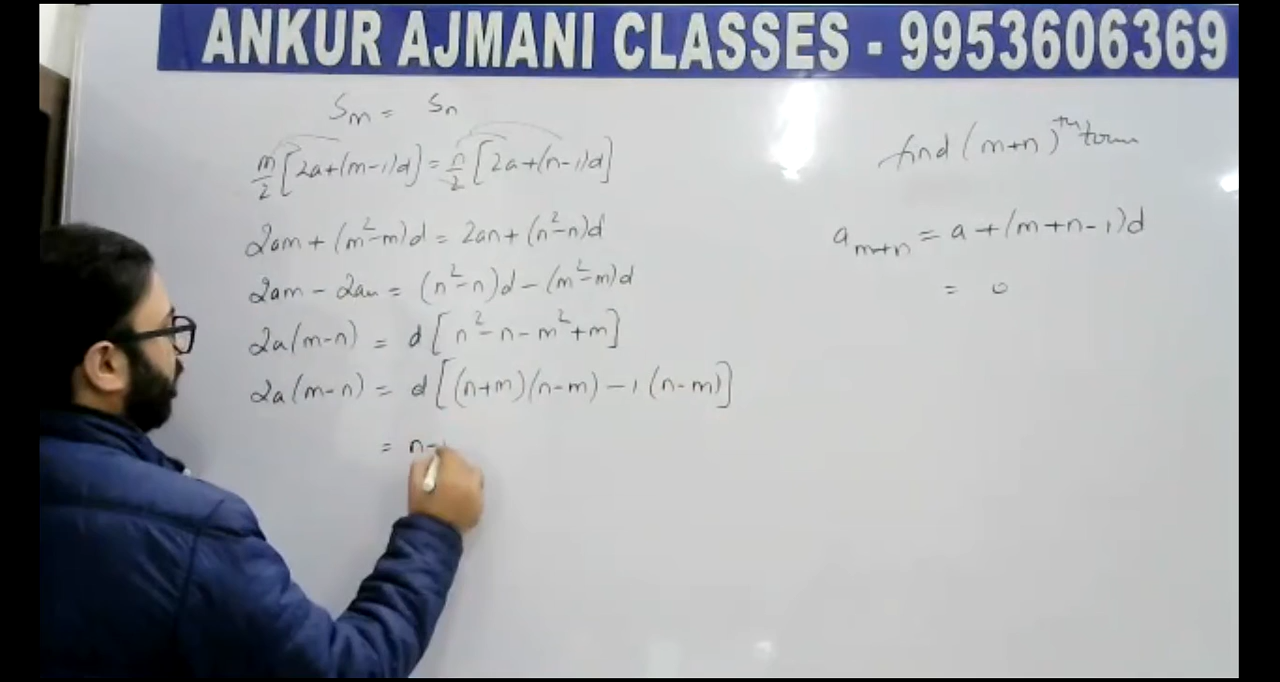 ANKUR AJMANI CLASSES - 9953606369
Sm = Sn
m/2 [2a+(m-1)d] = n/2 [2a+(n-1)d]
2am + (m²-m)d = 2an + (n²-n)d
2am - 2an = (n²-n)d - (m²-m)d
2a(m-n) = d[n²-n-m²+m]
2a(m-n) = d[(n+m)(n-m) -1(n-m)]
= n-
find (m+n)th term
a m+n = a+(m+n-1)d
= 0